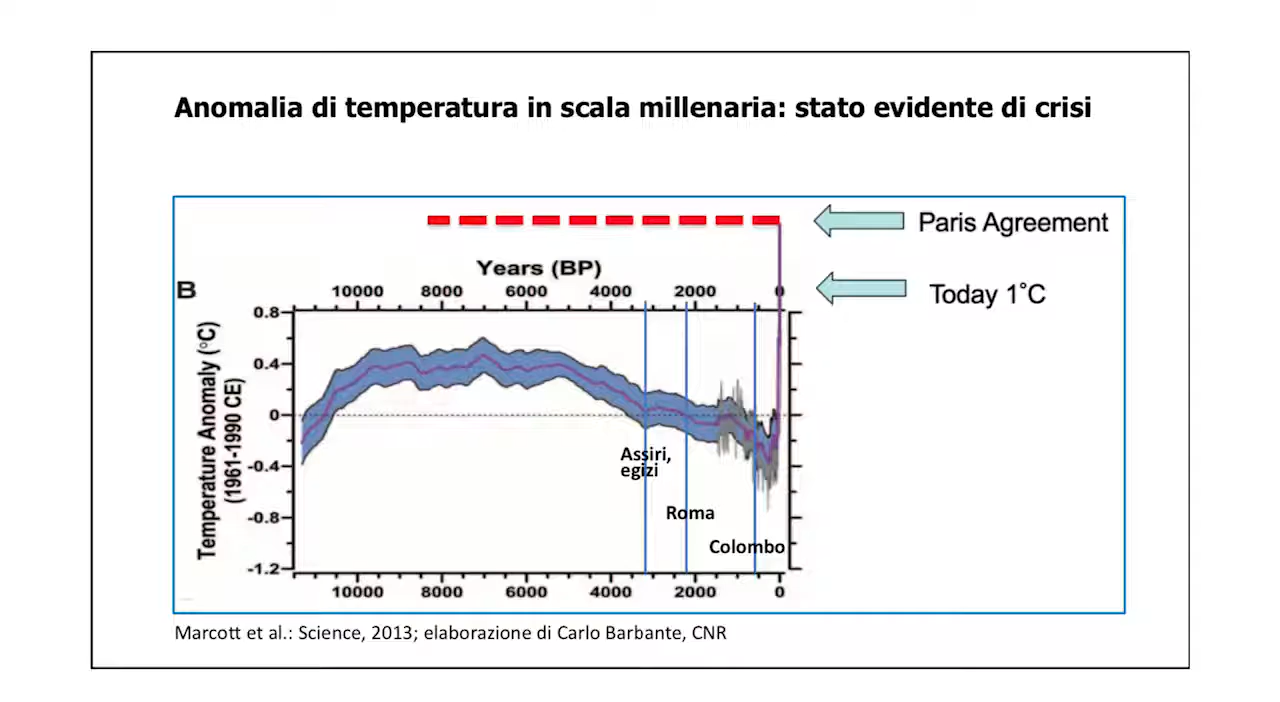 Anomalia di temperatura in scala millenaria: stato evidente di crisi
Paris Agreement
Years (BP)
B
10000 8000 6000 4000 2000 0
Today 1°C
0.8
0.4
0
-0.4
-0.8
-1.2
Temperature Anomaly (°C)
(1961-1990 CE)
Assiri,
egizi
Roma
Colombo
10000 8000 6000 4000 2000 0
Marcott et al.: Science, 2013; elaborazione di Carlo Barbante, CNR